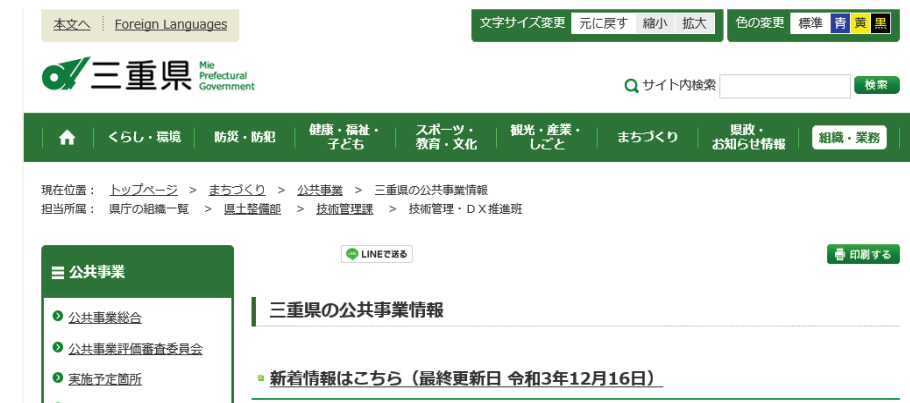 本文へ Foreign Languages 文字サイズ変更 元に戻す 縮小 拡大 色の変更 標準 青 黄 黒
三重県 Mie Prefectural Government
サイト内検索 検索
くらし・環境 防災・防犯 健康・福祉・子ども スポーツ・教育・文化 観光・産業・しごと まちづくり 県政・お知らせ情報 組織・業務
現在位置： トップページ > まちづくり > 公共事業 > 三重県の公共事業情報
担当所属： 県庁の組織一覧 > 県土整備部 > 技術管理課 > 技術管理・DX推進班
LINEで送る 印刷する
公共事業
公共事業総合
公共事業評価審査委員会
実施予定箇所
三重県の公共事業情報
新着情報はこちら（最終更新日 令和3年12月16日）